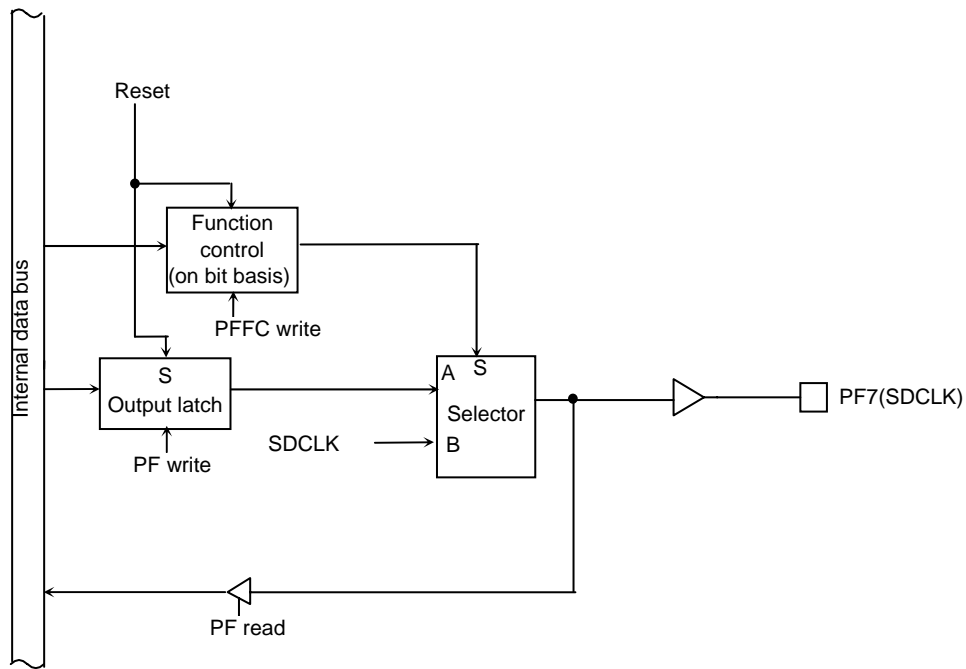 Reset
Function
control
(on bit basis)
PFFC write
Internal data bus
S
Output latch
PF write
A
S
Selector
B
SDCLK
PF7(SDCLK)
PF read